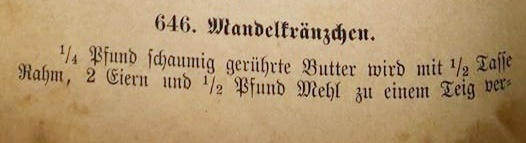 646. Mandelkränzchen.
1/4 Pfund schaumig gerührte Butter wird mit 1/2 Tasse
Rahm, 2 Eiern und 1/2 Pfund Mehl zu einem Teig ver-